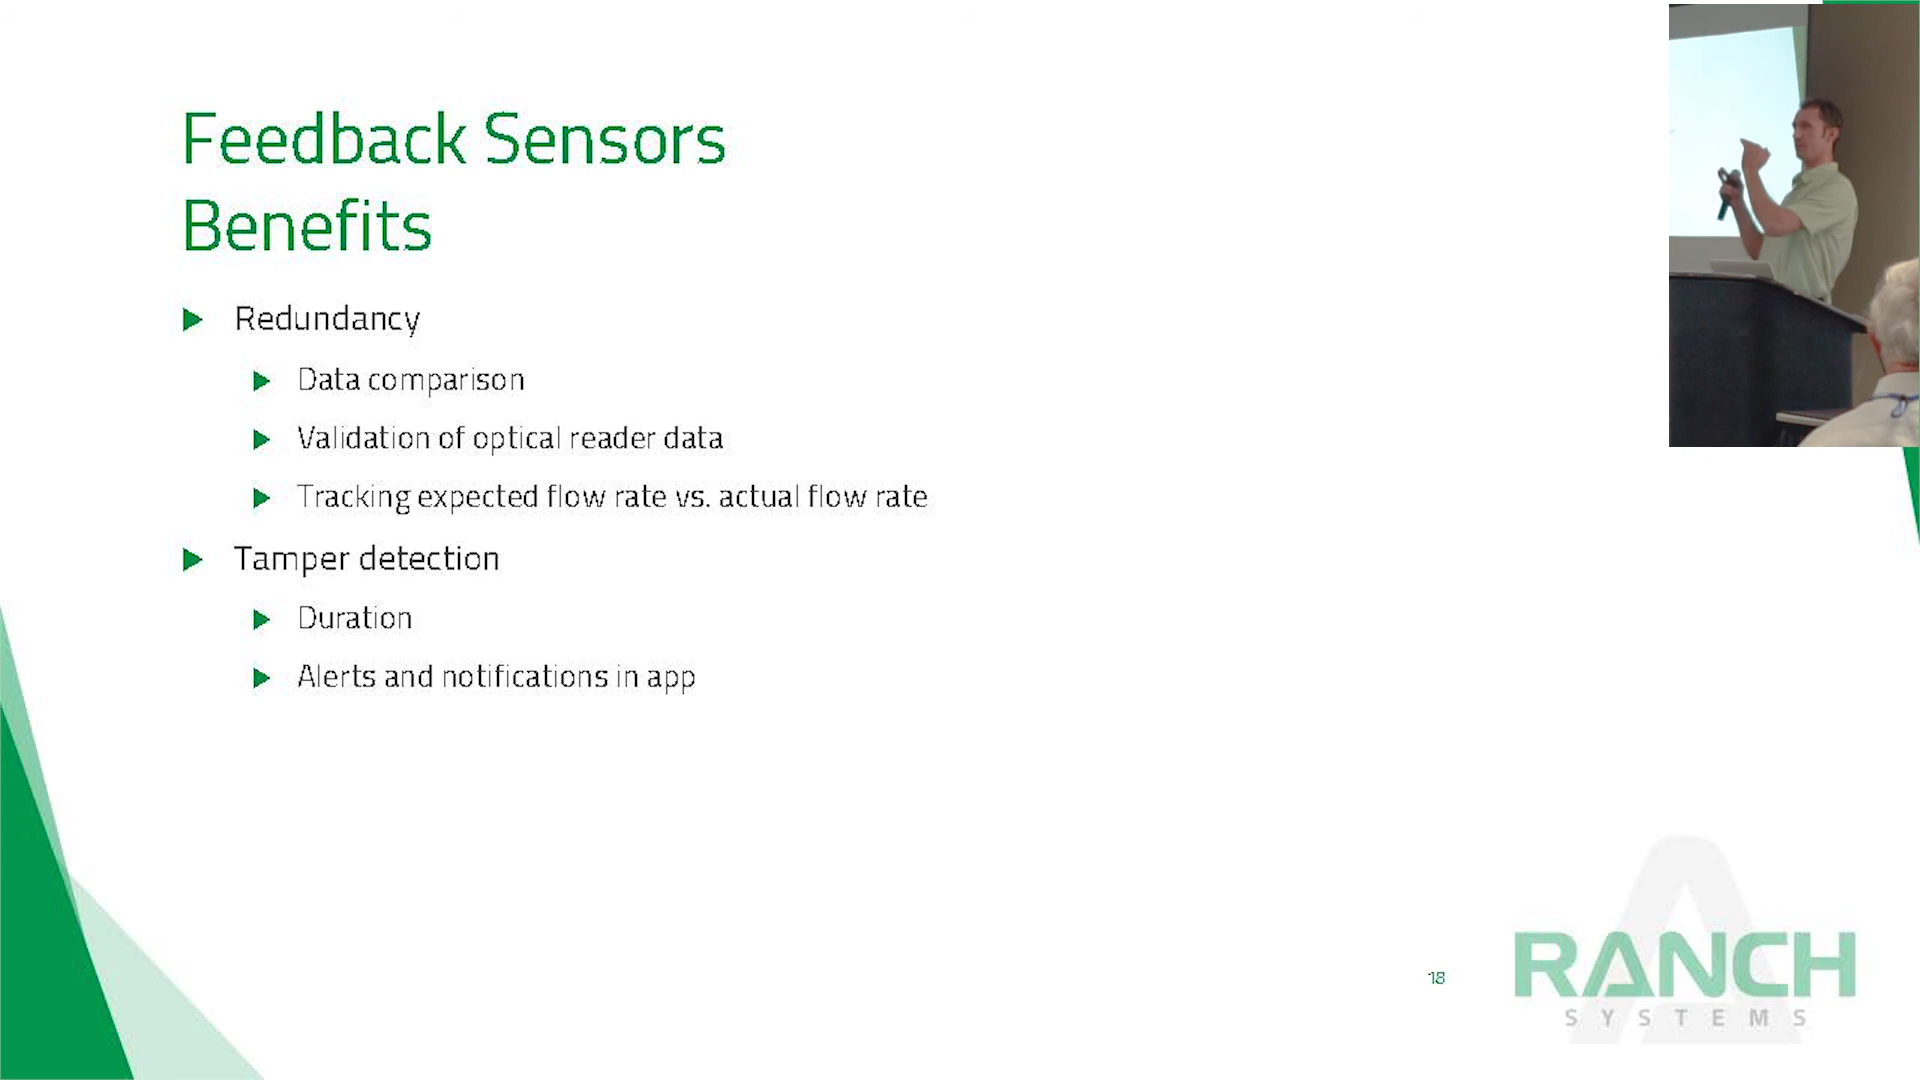 Feedback Sensors
Benefits
Redundancy
Data comparison
Validation of optical reader data
Tracking expected flow rate vs. actual flow rate
Tamper detection
Duration
Alerts and notifications in app
18
RANCH
SYSTEMS